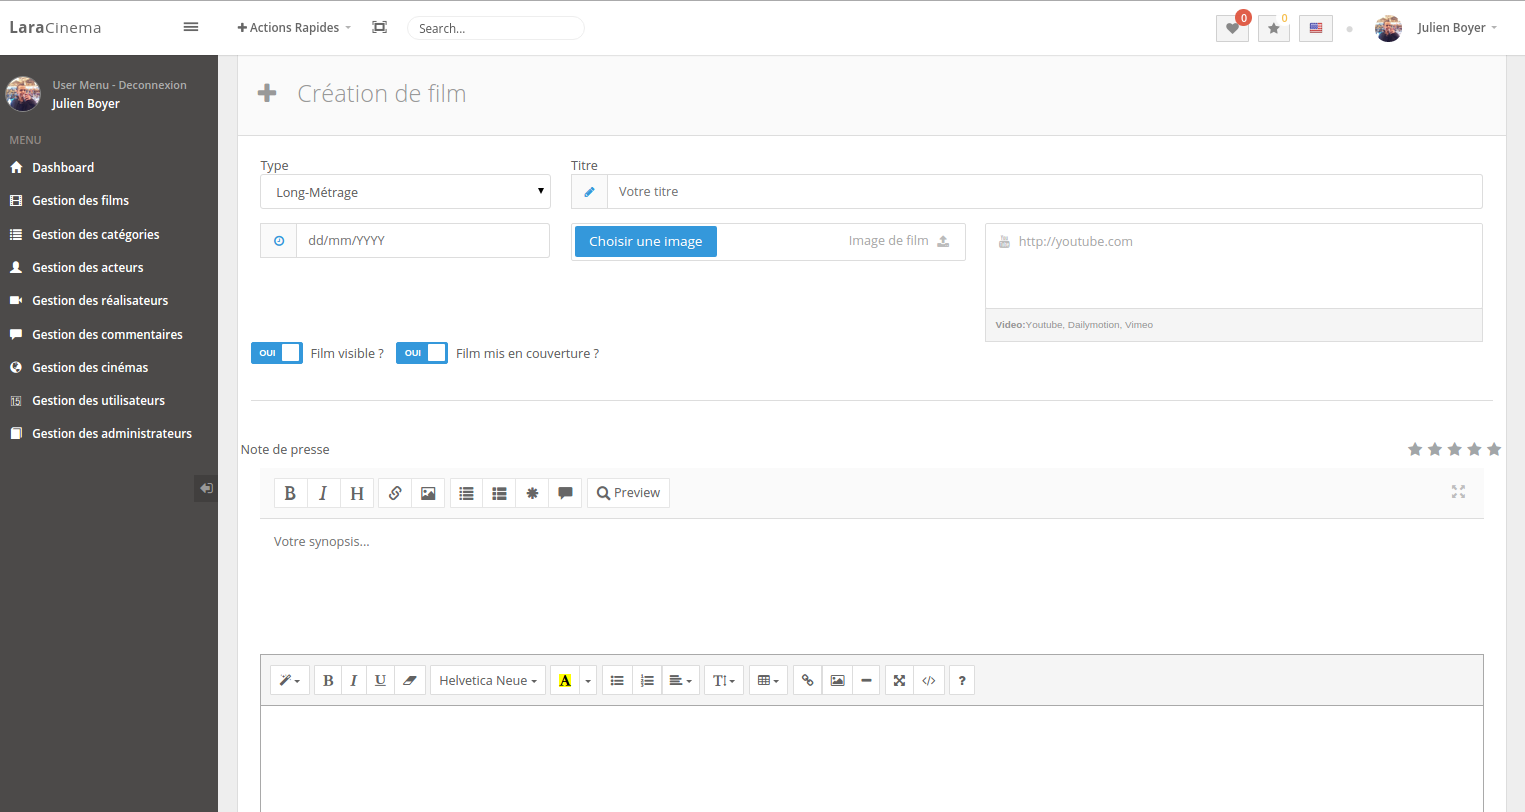 LaraCinema
Actions Rapides
Search...
0
0
Julien Boyer
User Menu - Deconnexion
Julien Boyer
MENU
Dashboard
Gestion des films
Gestion des catégories
Gestion des acteurs
Gestion des réalisateurs
Gestion des commentaires
Gestion des cinémas
15 Gestion des utilisateurs
Gestion des administrateurs
Création de film
Type
Titre
Long-Métrage
Votre titre
dd/mm/YYYY
Choisir une image
Image de film
http://youtube.com
Video:Youtube, Dailymotion, Vimeo
OUI Film visible ? OUI Film mis en couverture ?
Note de presse
B I H Preview
Votre synopsis...
B I U Helvetica Neue A TI </> ?